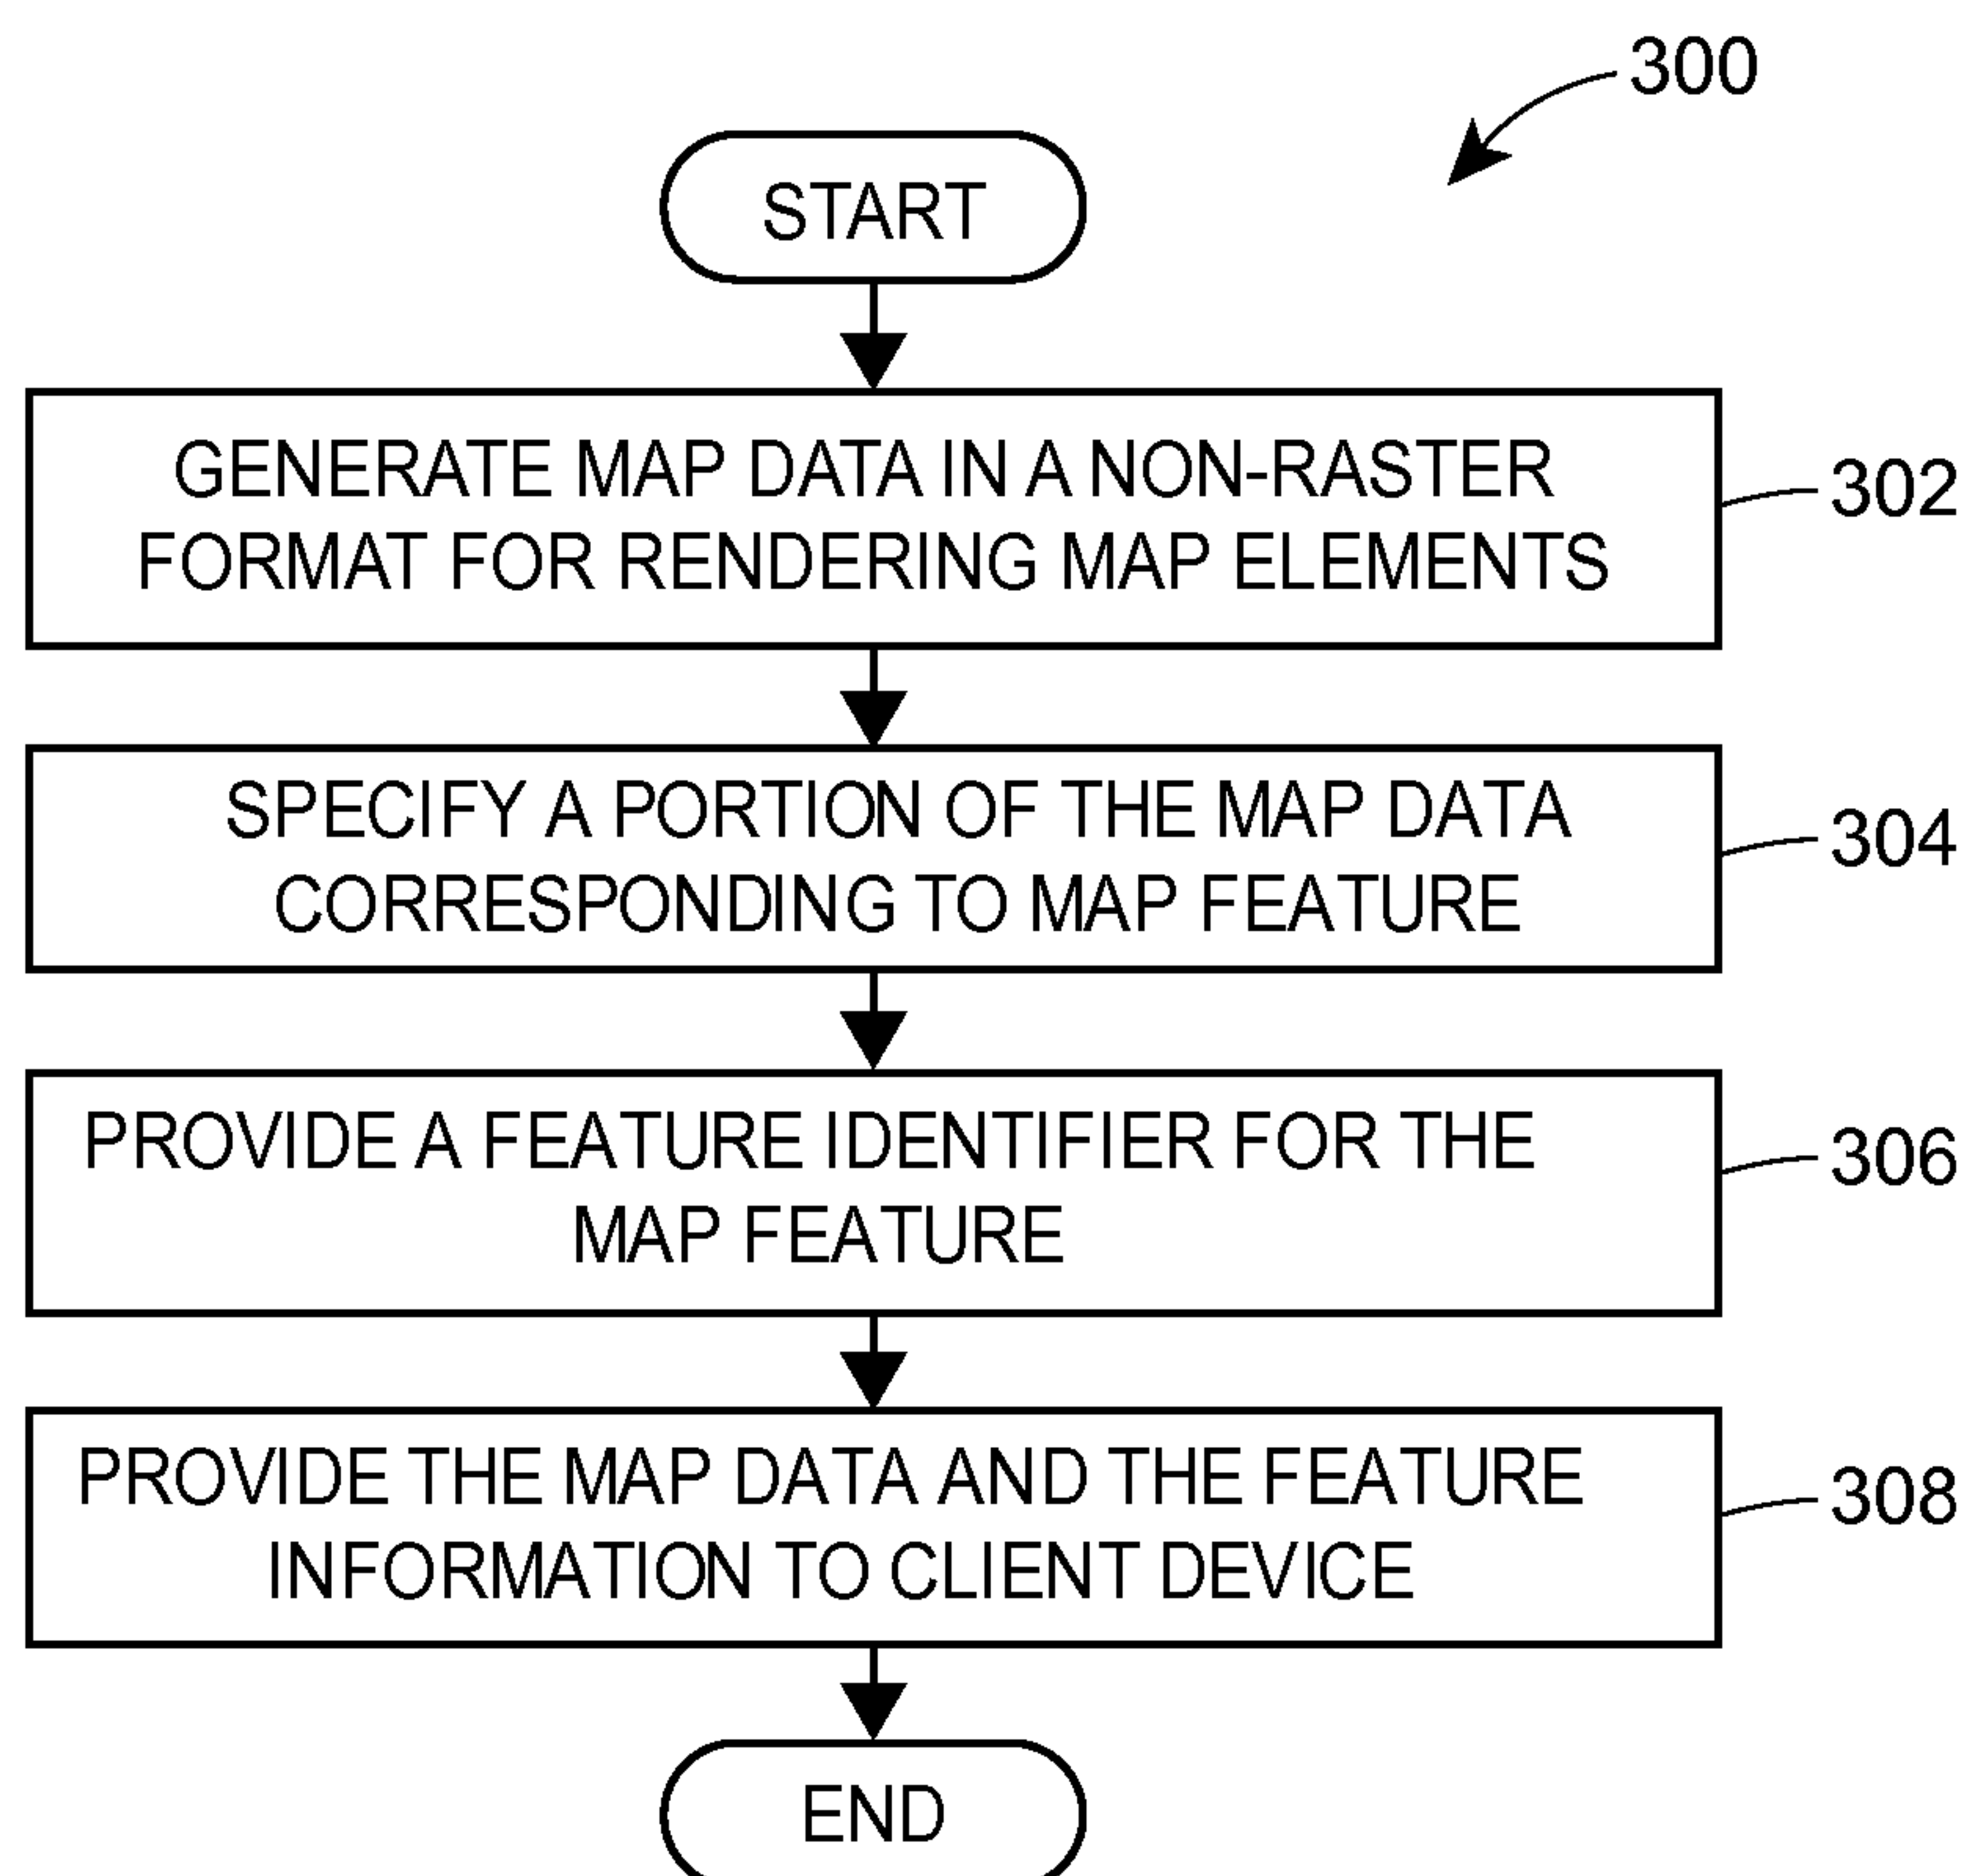 300
START
GENERATE MAP DATA IN A NON-RASTER
FORMAT FOR RENDERING MAP ELEMENTS
302
SPECIFY A PORTION OF THE MAP DATA
CORRESPONDING TO MAP FEATURE
304
PROVIDE A FEATURE IDENTIFIER FOR THE
MAP FEATURE
306
PROVIDE THE MAP DATA AND THE FEATURE
INFORMATION TO CLIENT DEVICE
308
END